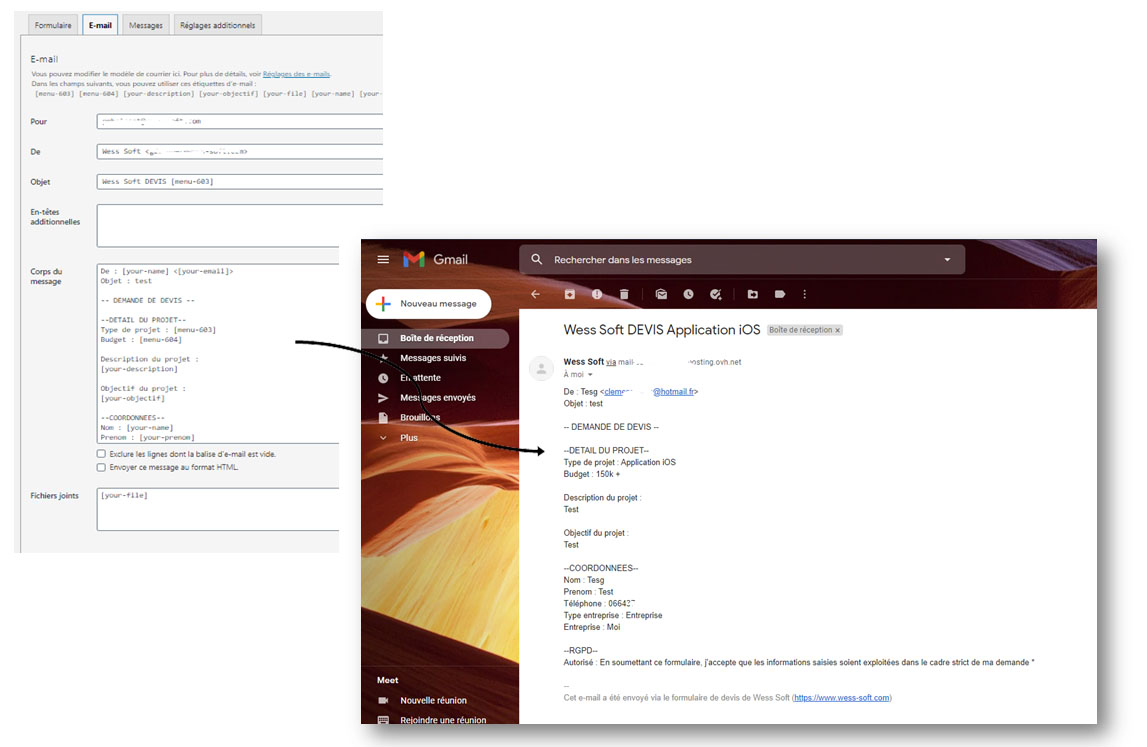 Formulaire E-mail Messages Réglages additionnels
E-mail
Vous pouvez modifier le modèle de courrier ici. Pour plus de détails, voir Réglages des e-mails.
Dans les champs suivants, vous pouvez utiliser ces étiquettes d'e-mail :
[menu-603] [menu-604] [your-description] [your-objectif] [your-file] [your-name] [your-
Pour
De Wess Soft <
Objet Wess Soft DEVIS [menu-603]
En-têtes
additionnelles
Corps du
message
De : [your-name] <[your-email]>
Objet : test
-- DEMANDE DE DEVIS --
--DETAIL DU PROJET--
Type de projet : [menu-603]
Budget : [menu-604]
Description du projet :
[your-description]
Objectif du projet :
[your-objectif]
--COORDONNEES--
Nom : [your-name]
Prenom : [your-prenom]
Exclure les lignes dont la balise d'e-mail est vide.
Envoyer ce message au format HTML.
Fichiers joints [your-file]
Gmail
Rechercher dans les messages
Nouveau message
Boîte de réception
Messages suivis
En attente
Messages envoyés
Brouillons
Plus
Meet
Nouvelle réunion
Rejoindre une réunion
Wess Soft DEVIS Application iOS Boîte de réception ×
Wess Soft via mail- osting.ovh.net
À moi
De : Tesg <cleme @hotmail.fr>
Objet : test
-- DEMANDE DE DEVIS --
--DETAIL DU PROJET--
Type de projet : Application iOS
Budget : 150k +
Description du projet :
Test
Objectif du projet :
Test
--COORDONNEES--
Nom : Tesg
Prenom : Test
Téléphone : 0664
Type entreprise : Entreprise
Entreprise : Moi
--RGPD--
Autorisé : En soumettant ce formulaire, j'accepte que les informations saisies soient exploitées dans le cadre strict de ma demande *
--
Cet e-mail a été envoyé via le formulaire de devis de Wess Soft (https://www.wess-soft.com)